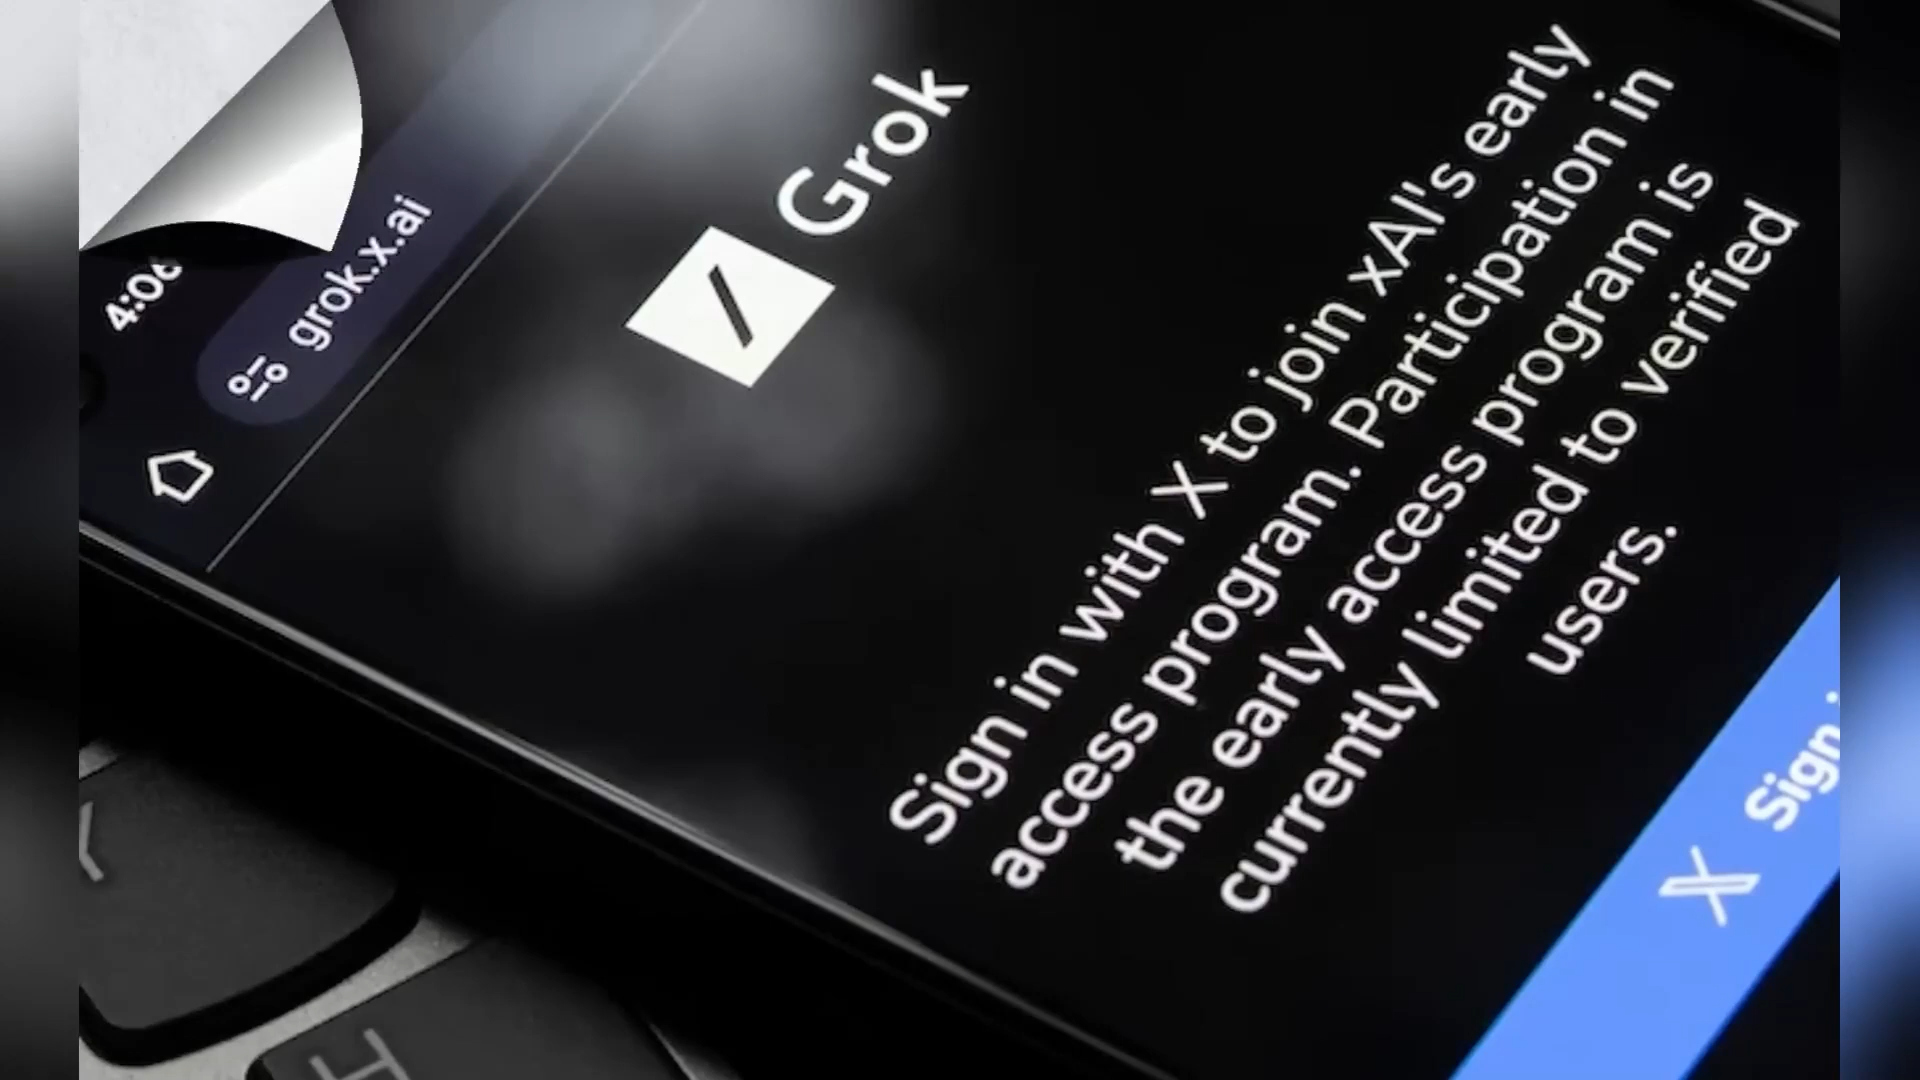 4:06
grok.x.ai
Grok
Sign in with X to join xAI's early
access program. Participation in
the early access program is
currently limited to verified
users.
X Sign
H